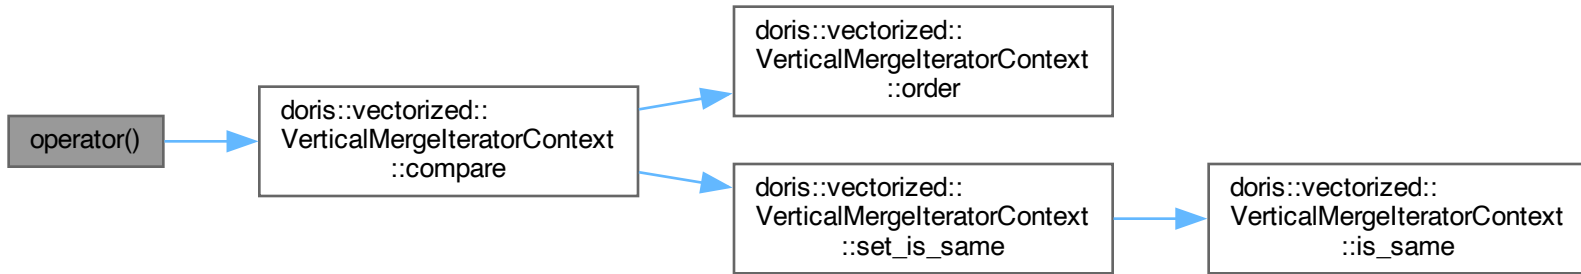 operator()
doris::vectorized::
VerticalMergeIteratorContext
::compare
doris::vectorized::
VerticalMergeIteratorContext
::order
doris::vectorized::
VerticalMergeIteratorContext
::set_is_same
doris::vectorized::
VerticalMergeIteratorContext
::is_same